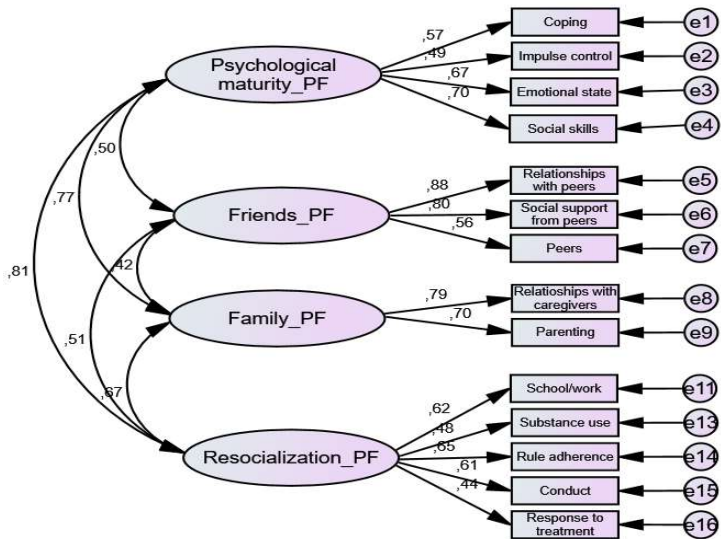 Coping
e1
,57
,49
Psychological
maturity_PF
Impulse control
e2
,67
Emotional state
e3
,70
Social skills
e4
,50
,77
Relationships
with peers
e5
,88
,80
Friends_PF
Social support
from peers
e6
,56
Peers
e7
,42
,81
,79
Relatioships with
caregivers
e8
Family_PF
,70
Parenting
e9
,51
,67
School/work
e11
,62
,48
Substance use
e13
,65
Resocialization_PF
Rule adherence
e14
,61
Conduct
e15
,44
Response to
treatment
e16